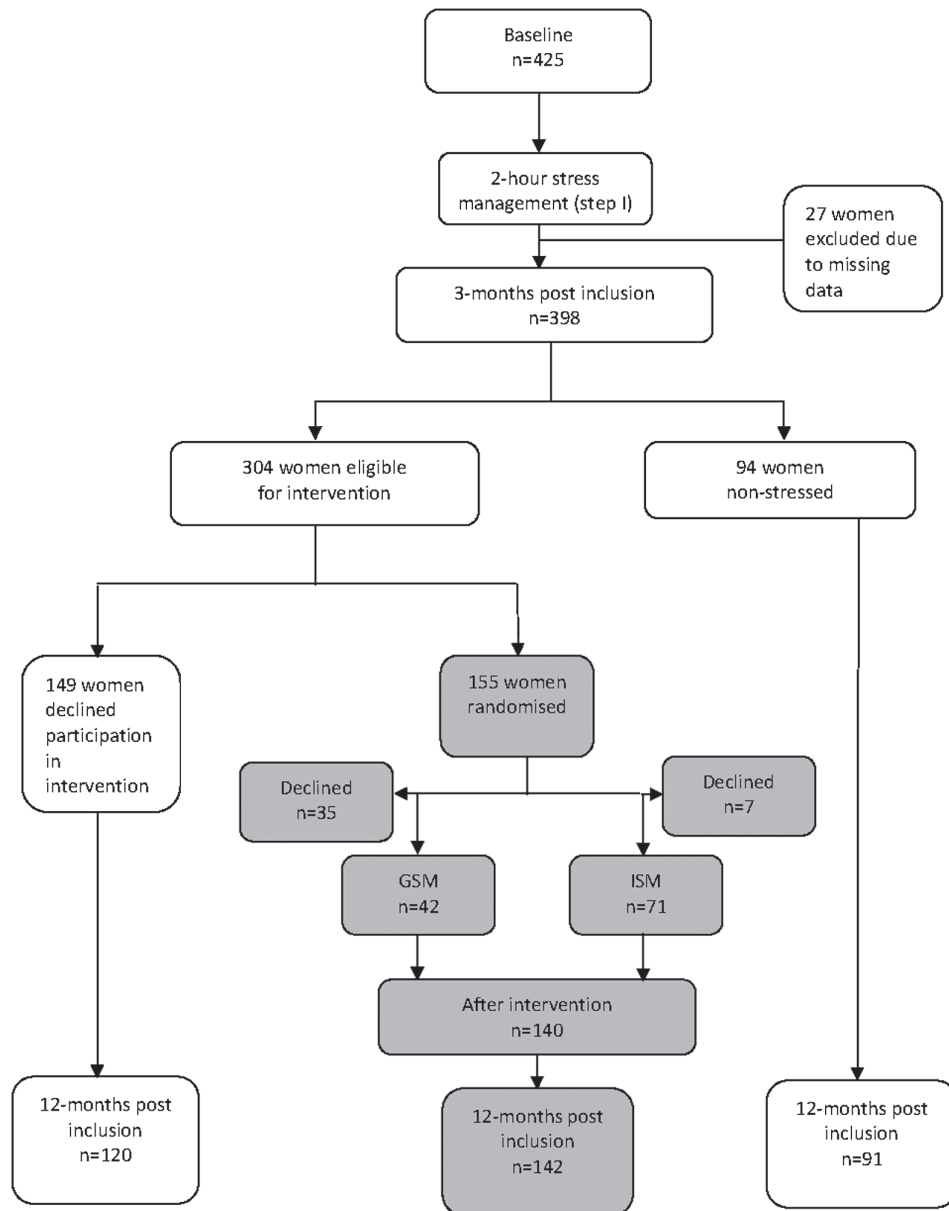 Baseline
n=425
2-hour stress
management (step I)
27 women
excluded due
to missing
data
3-months post inclusion
n=398
304 women eligible
for intervention
94 women
non-stressed
149 women
declined
participation
in
intervention
155 women
randomised
Declined
n=35
Declined
n=7
GSM
n=42
ISM
n=71
After intervention
n=140
12-months post
inclusion
n=120
12-months post
inclusion
n=142
12-months post
inclusion
n=91